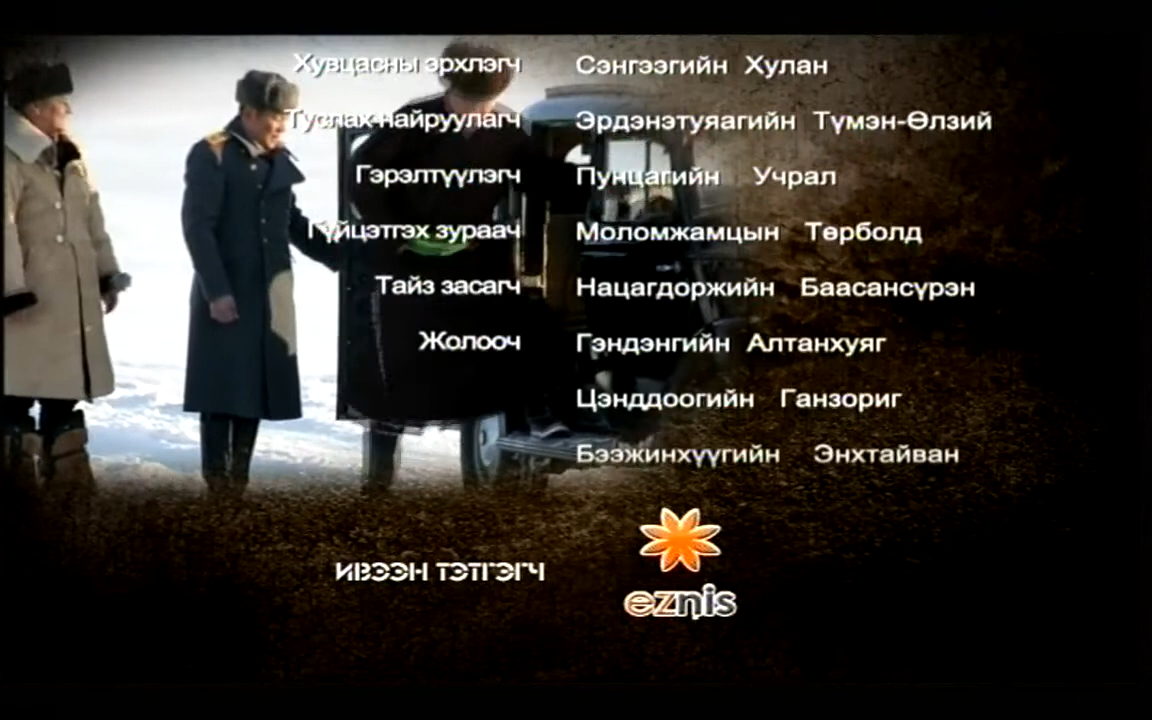 Хувцасны эрхлэгч Сэнгээгийн Хулан
Туслах найруулагч Эрдэнэтуяагийн Түмэн-Өлзий
Гэрэлтүүлэгч Пунцагийн Учрал
Гүйцэтгэх зураач Моломжамцын Төрболд
Тайз засагч Нацагдоржийн Баасансүрэн
Жолооч Гэндэнгийн Алтанхуяг
Цэнддоогийн Ганзориг
Бээжинхүүгийн Энхтайван
ИВЭЭН ТЭТГЭГЧ
eznis